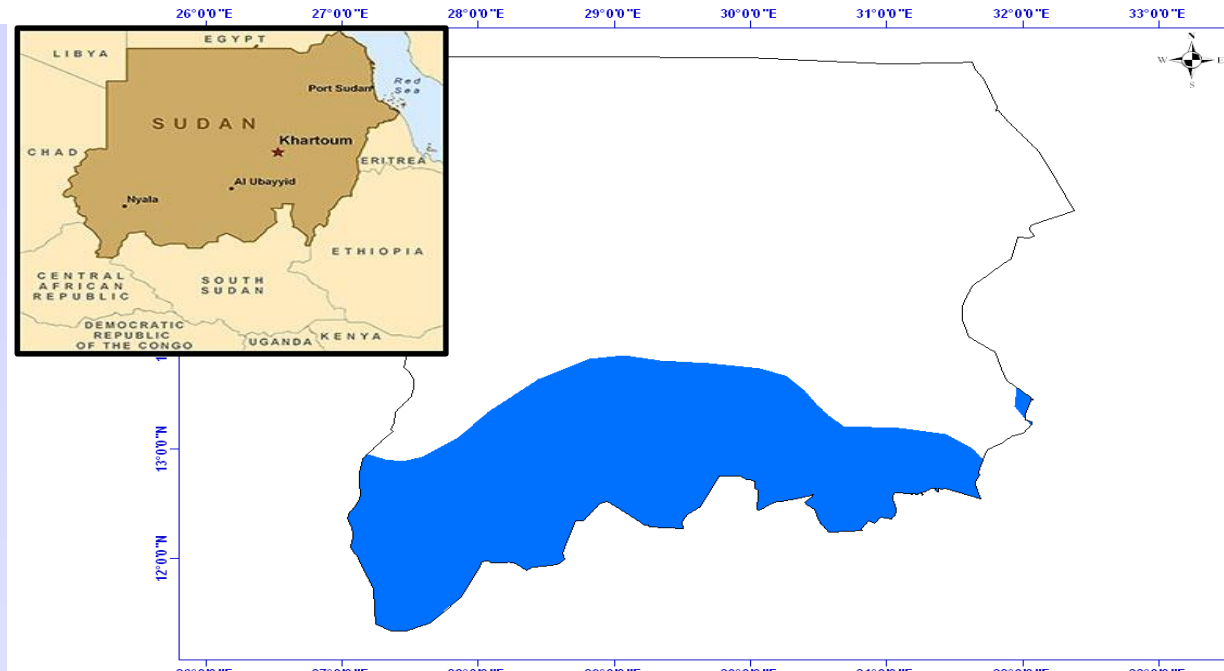 26°0'0"E
27°0'0"E
28°0'0"E
29°0'0"E
30°0'0"E
31°0'0"E
32°0'0"E
33°0'0"E
N
W
E
S
EGYPT
LIBYA
Red
Sea
Port Sudan
SUDAN
Khartoum
CHAD
ERITREA
Al Ubayyid
Nyala
ETHIOPIA
CENTRAL
AFRICAN
REPUBLIC
SOUTH
SUDAN
DEMOCRATIC
REPUBLIC
OF THE CONGO
UGANDA
KENYA
13°0'0"N
12°0'0"N